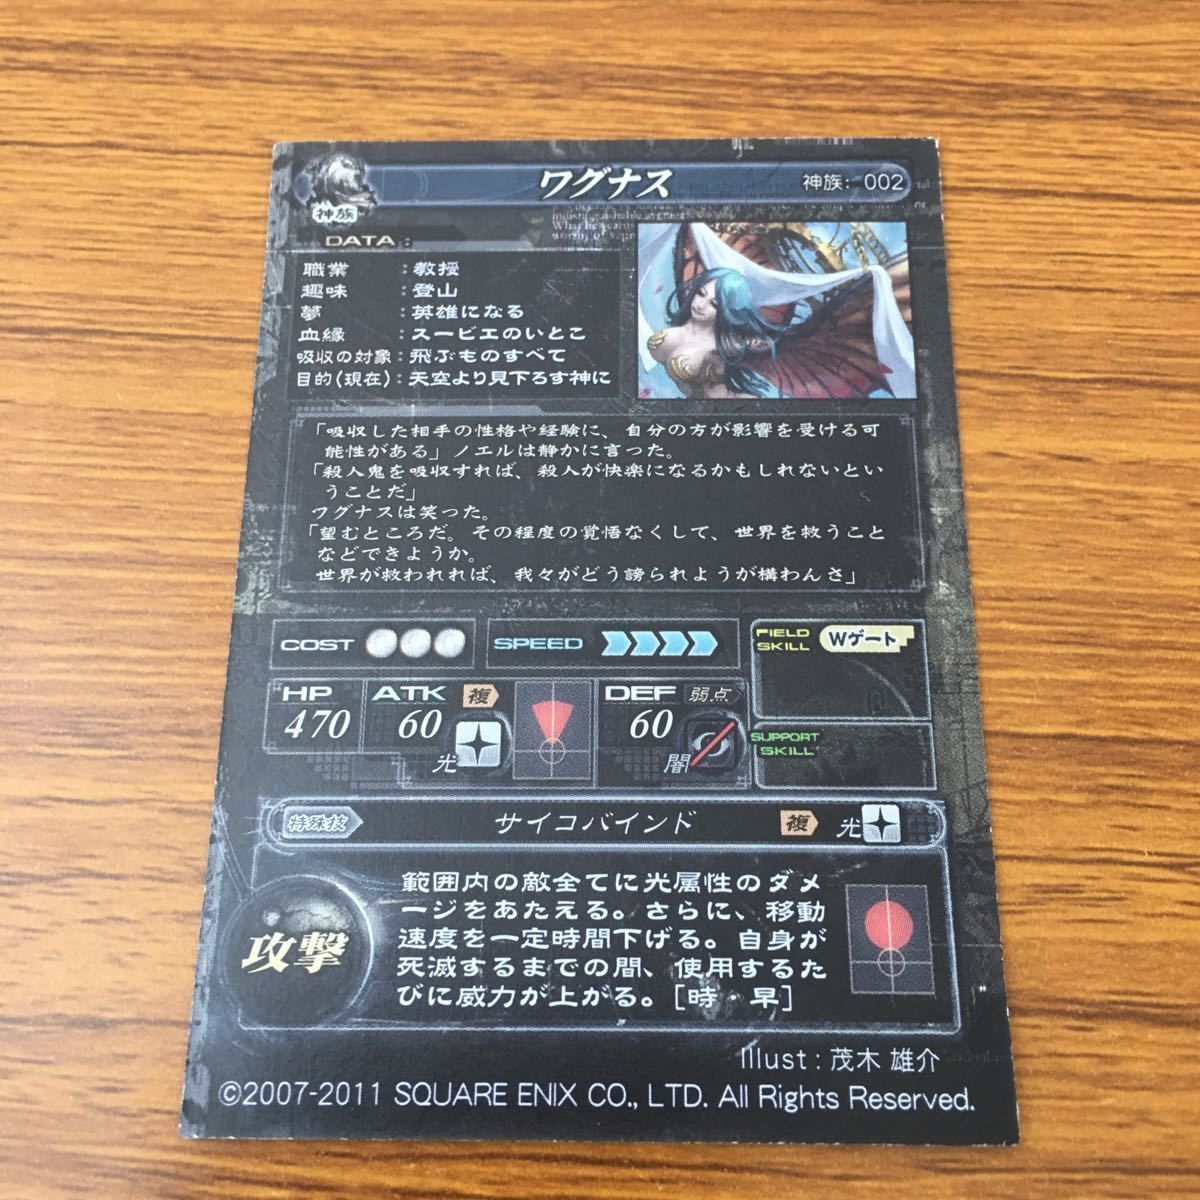 ワグナス
神族: 002
神族
DATA :
職業 : 教授
趣味 : 登山
夢 : 英雄になる
血縁 : スービエのいとこ
吸収の対象 : 飛ぶものすべて
目的(現在) : 天空より見下ろす神に
「吸収した相手の性格や経験に、自分の方が影響を受ける可
能性がある」ノエルは静かに言った。
「殺人鬼を吸収すれば、殺人が快楽になるかもしれないとい
うことだ」
ワグナスは笑った。
「望むところだ。その程度の覚悟なくして、世界を救うこと
などできようか。
世界が救われれば、我々がどう謗られようが構わんさ」
COST
SPEED
FIELD SKILL
Wゲート
HP
470
ATK 複
60
光
DEF 弱点
60
闇
SUPPORT SKILL
特殊技
サイコバインド
複 光
攻撃
範囲内の敵全てに光属性のダメ
ージをあたえる。さらに、移動
速度を一定時間下げる。自身が
死滅するまでの間、使用するた
びに威力が上がる。[時・早]
Illust : 茂木 雄介
©2007-2011 SQUARE ENIX CO., LTD. All Rights Reserved.